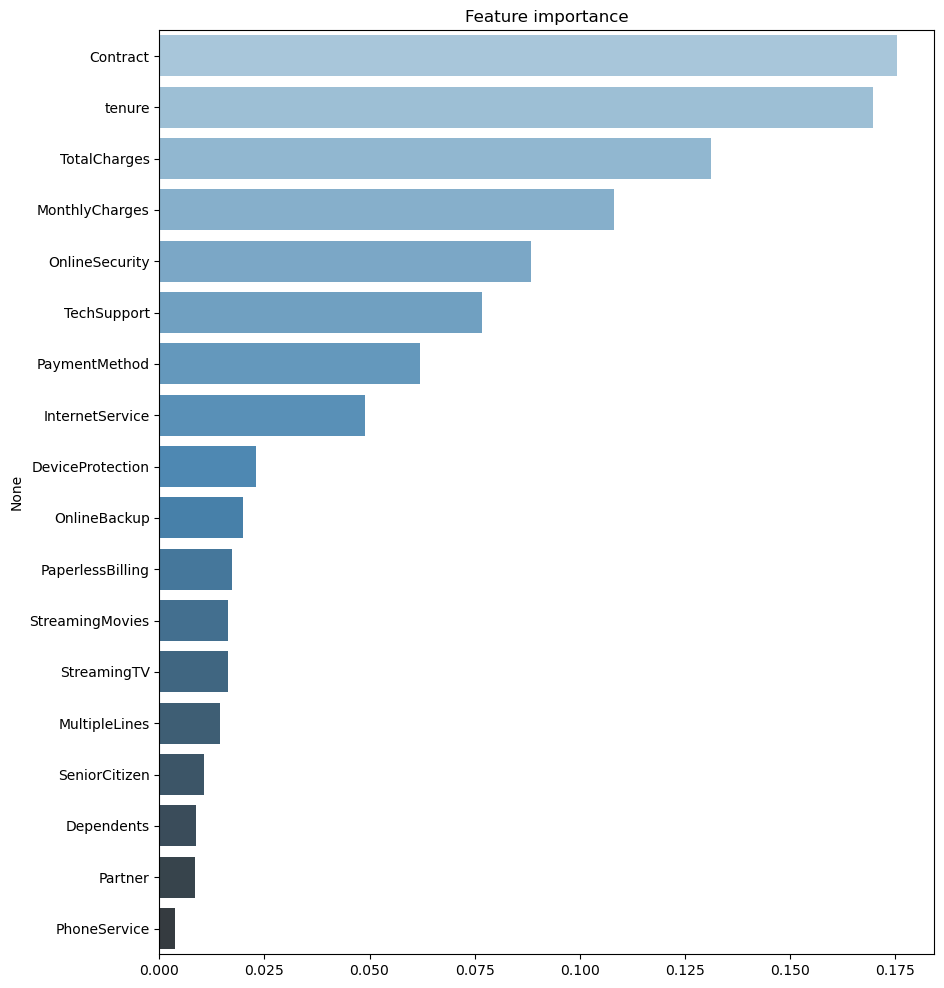 Feature importance
Contract
tenure
TotalCharges
MonthlyCharges
OnlineSecurity
TechSupport
PaymentMethod
InternetService
DeviceProtection
None
OnlineBackup
PaperlessBilling
StreamingMovies
StreamingTV
MultipleLines
SeniorCitizen
Dependents
Partner
PhoneService
0.000 0.025 0.050 0.075 0.100 0.125 0.150 0.175